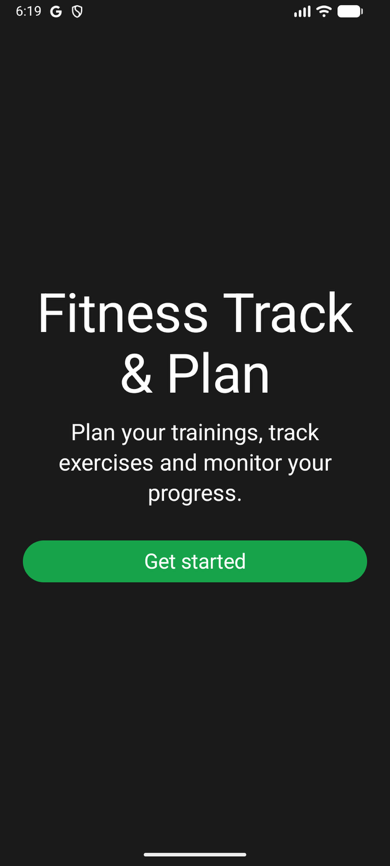 6:19
Fitness Track
& Plan
Plan your trainings, track
exercises and monitor your
progress.
Get started